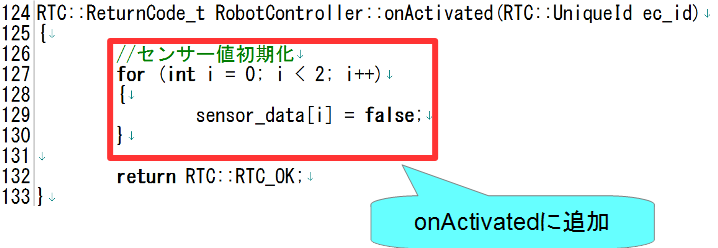 124 RTC::ReturnCode_t RobotController::onActivated(RTC::UniqueId ec_id)
125 {↓
126 //センサー値初期化↓
127 for (int i = 0; i < 2; i++)↓
128 {↓
129 sensor_data[i] = false;↓
130 }↓
131 ↓
132 return RTC::RTC_OK;↓
133 }↓
onActivatedに追加